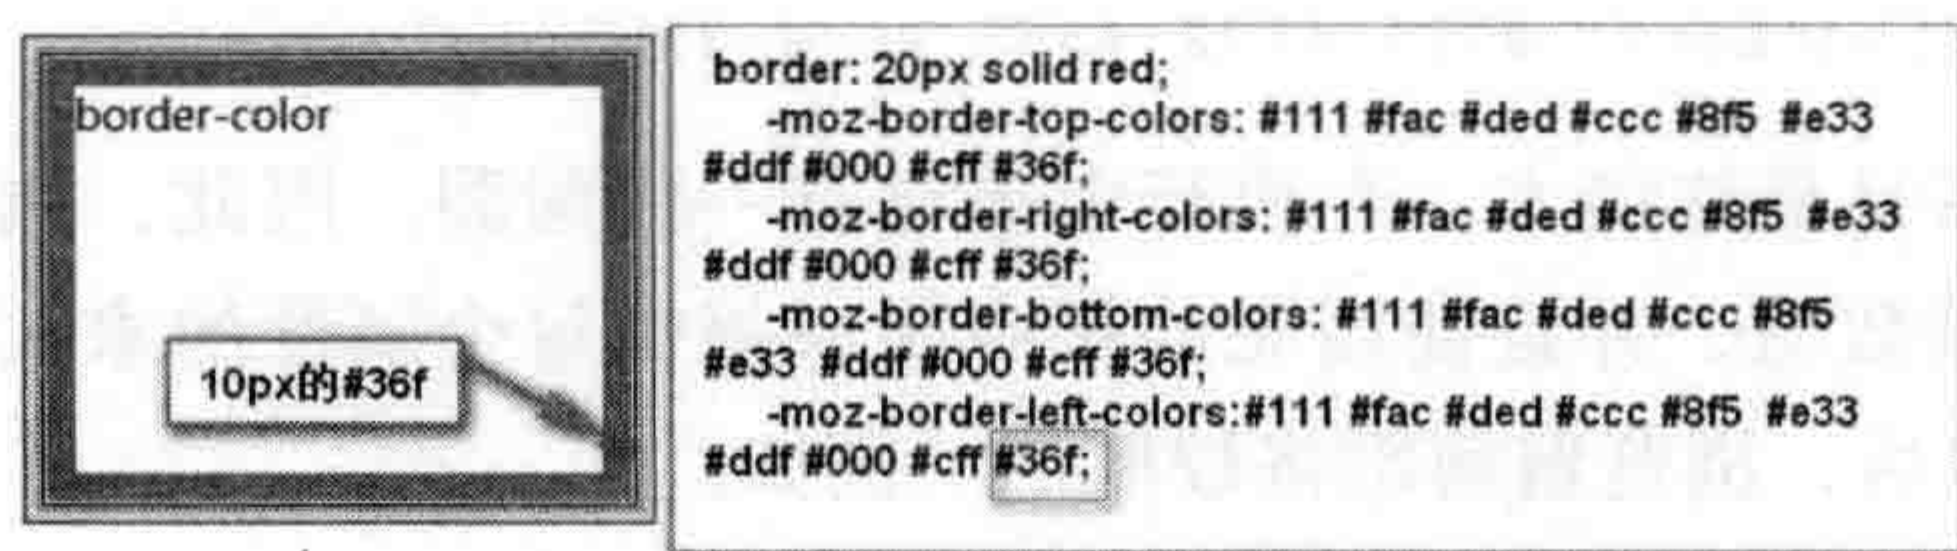 border-color
10px的#36f
border: 20px solid red;
-moz-border-top-colors: #111 #fac #ded #ccc #8f5  #e33
#ddf #000 #cff #36f;
-moz-border-right-colors: #111 #fac #ded #ccc #8f5  #e33
#ddf #000 #cff #36f;
-moz-border-bottom-colors: #111 #fac #ded #ccc #8f5
#e33  #ddf #000 #cff #36f;
-moz-border-left-colors:#111 #fac #ded #ccc #8f5  #e33
#ddf #000 #cff #36f;